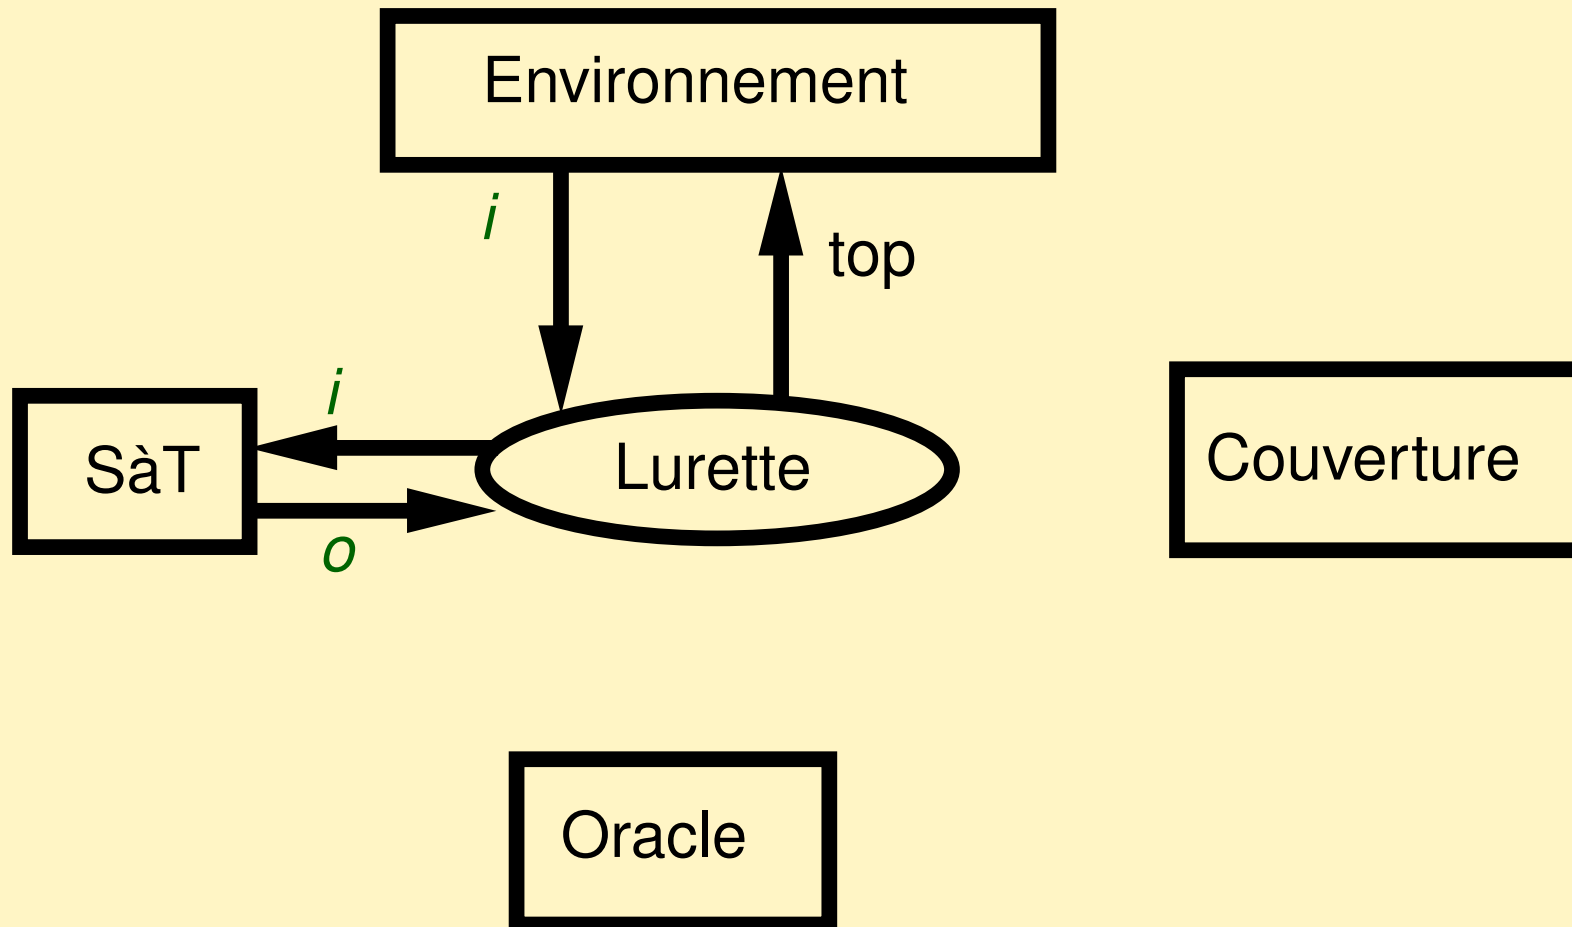 Environnement
i
top
i
SàT
Lurette
Couverture
o
Oracle